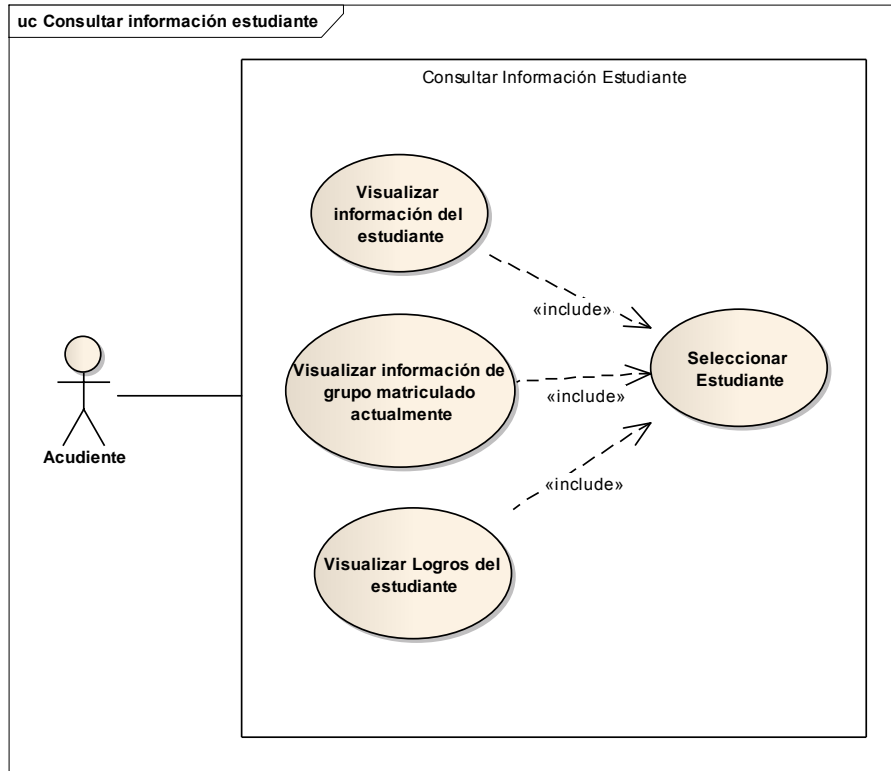 uc Consultar información estudiante
Consultar Información Estudiante
Visualizar
información del
estudiante
«include»
Visualizar información de
grupo matriculado
actualmente
«include»
Seleccionar
Estudiante
Acudiente
«include»
Visualizar Logros del
estudiante